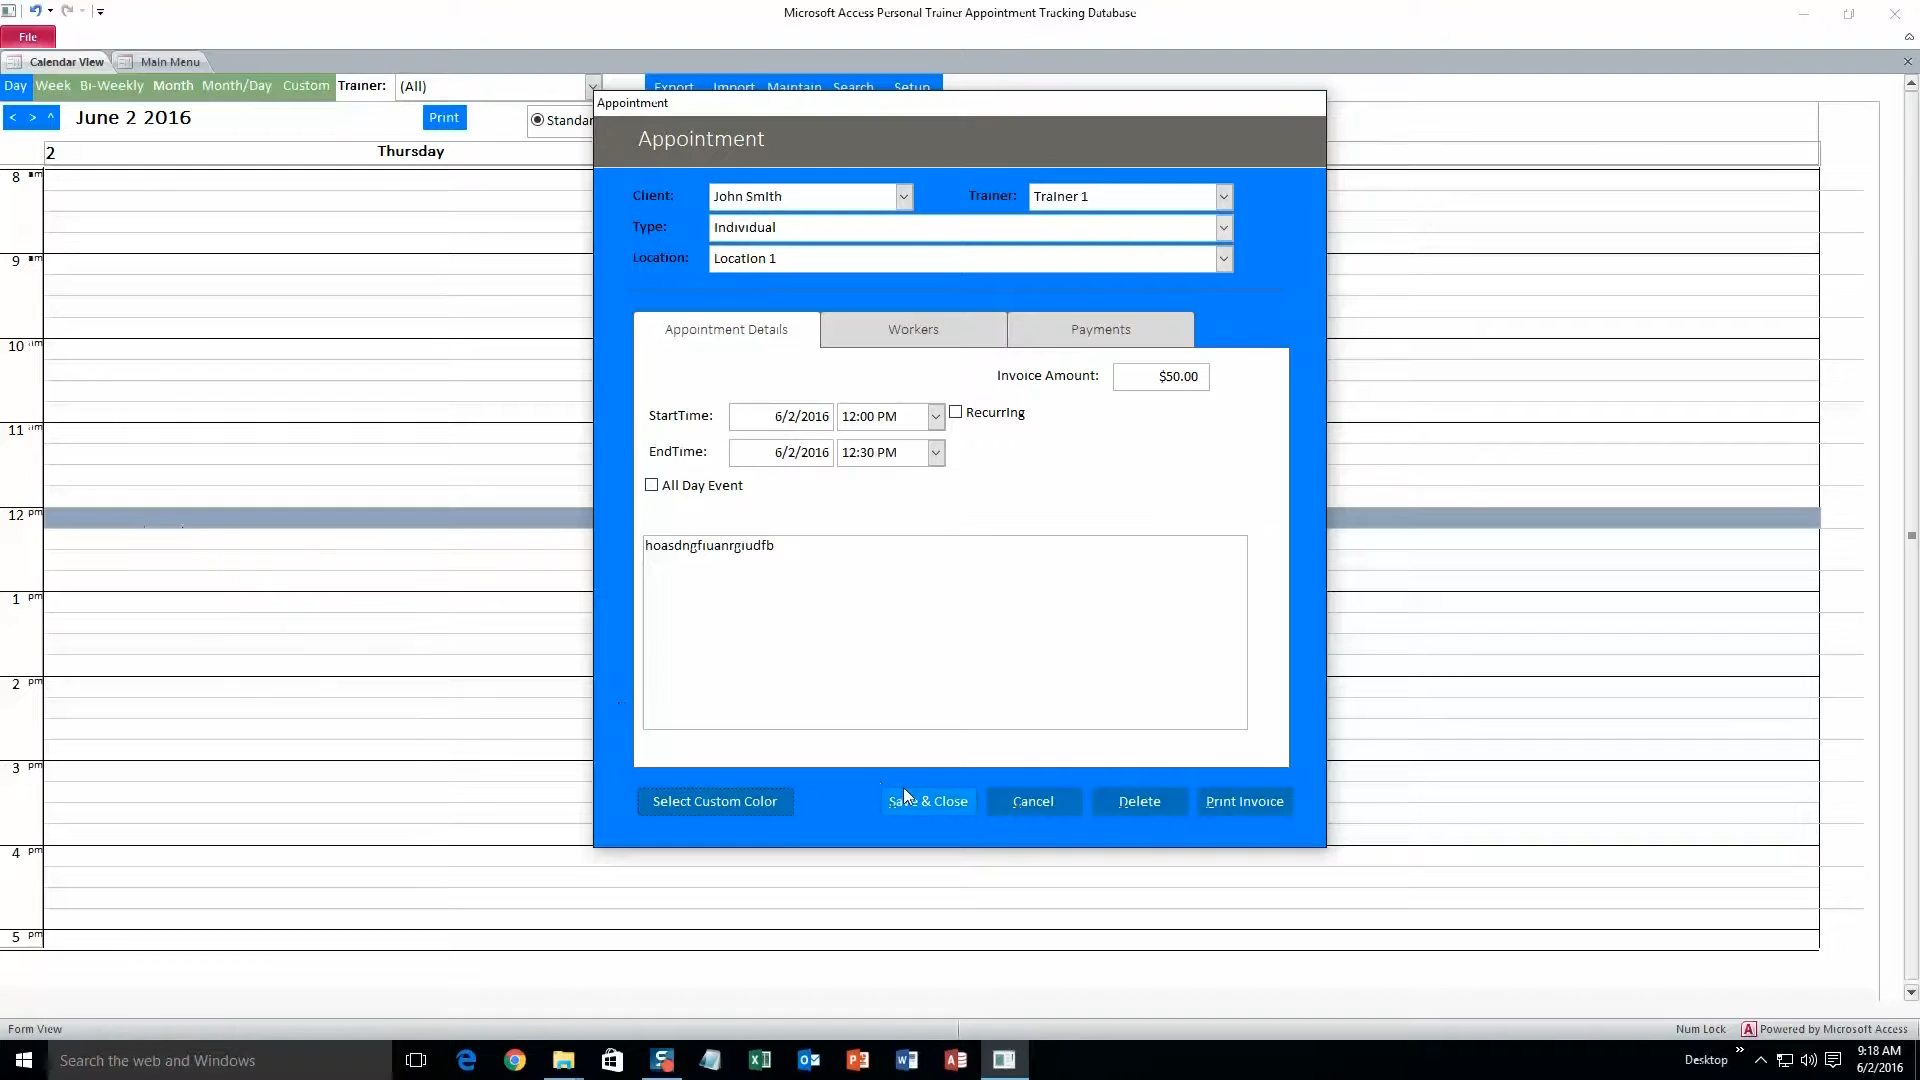 Microsoft Access Personal Trainer Appointment Tracking Database
File
Calendar View Main Menu
Day Week Bi-Weekly Month Month/Day Custom Trainer: (All) Export Import Maintain Search Setup
< > ^ June 2 2016 Print Standar
2 Thursday
8 am
9 am
10 am
11 am
12 pm
1 pm
2 pm
3 pm
4 pm
5 pm
Appointment
Appointment
Client: John Smith Trainer: Trainer 1
Type: Individual
Location: Location 1
Appointment Details Workers Payments
Invoice Amount: $50.00
StartTime: 6/2/2016 12:00 PM Recurring
EndTime: 6/2/2016 12:30 PM
All Day Event
hoasdngfiuanrgiudfb
Select Custom Color Save & Close Cancel Delete Print Invoice
Form View Num Lock Powered by Microsoft Access
Search the web and Windows Desktop 9:18 AM
6/2/2016